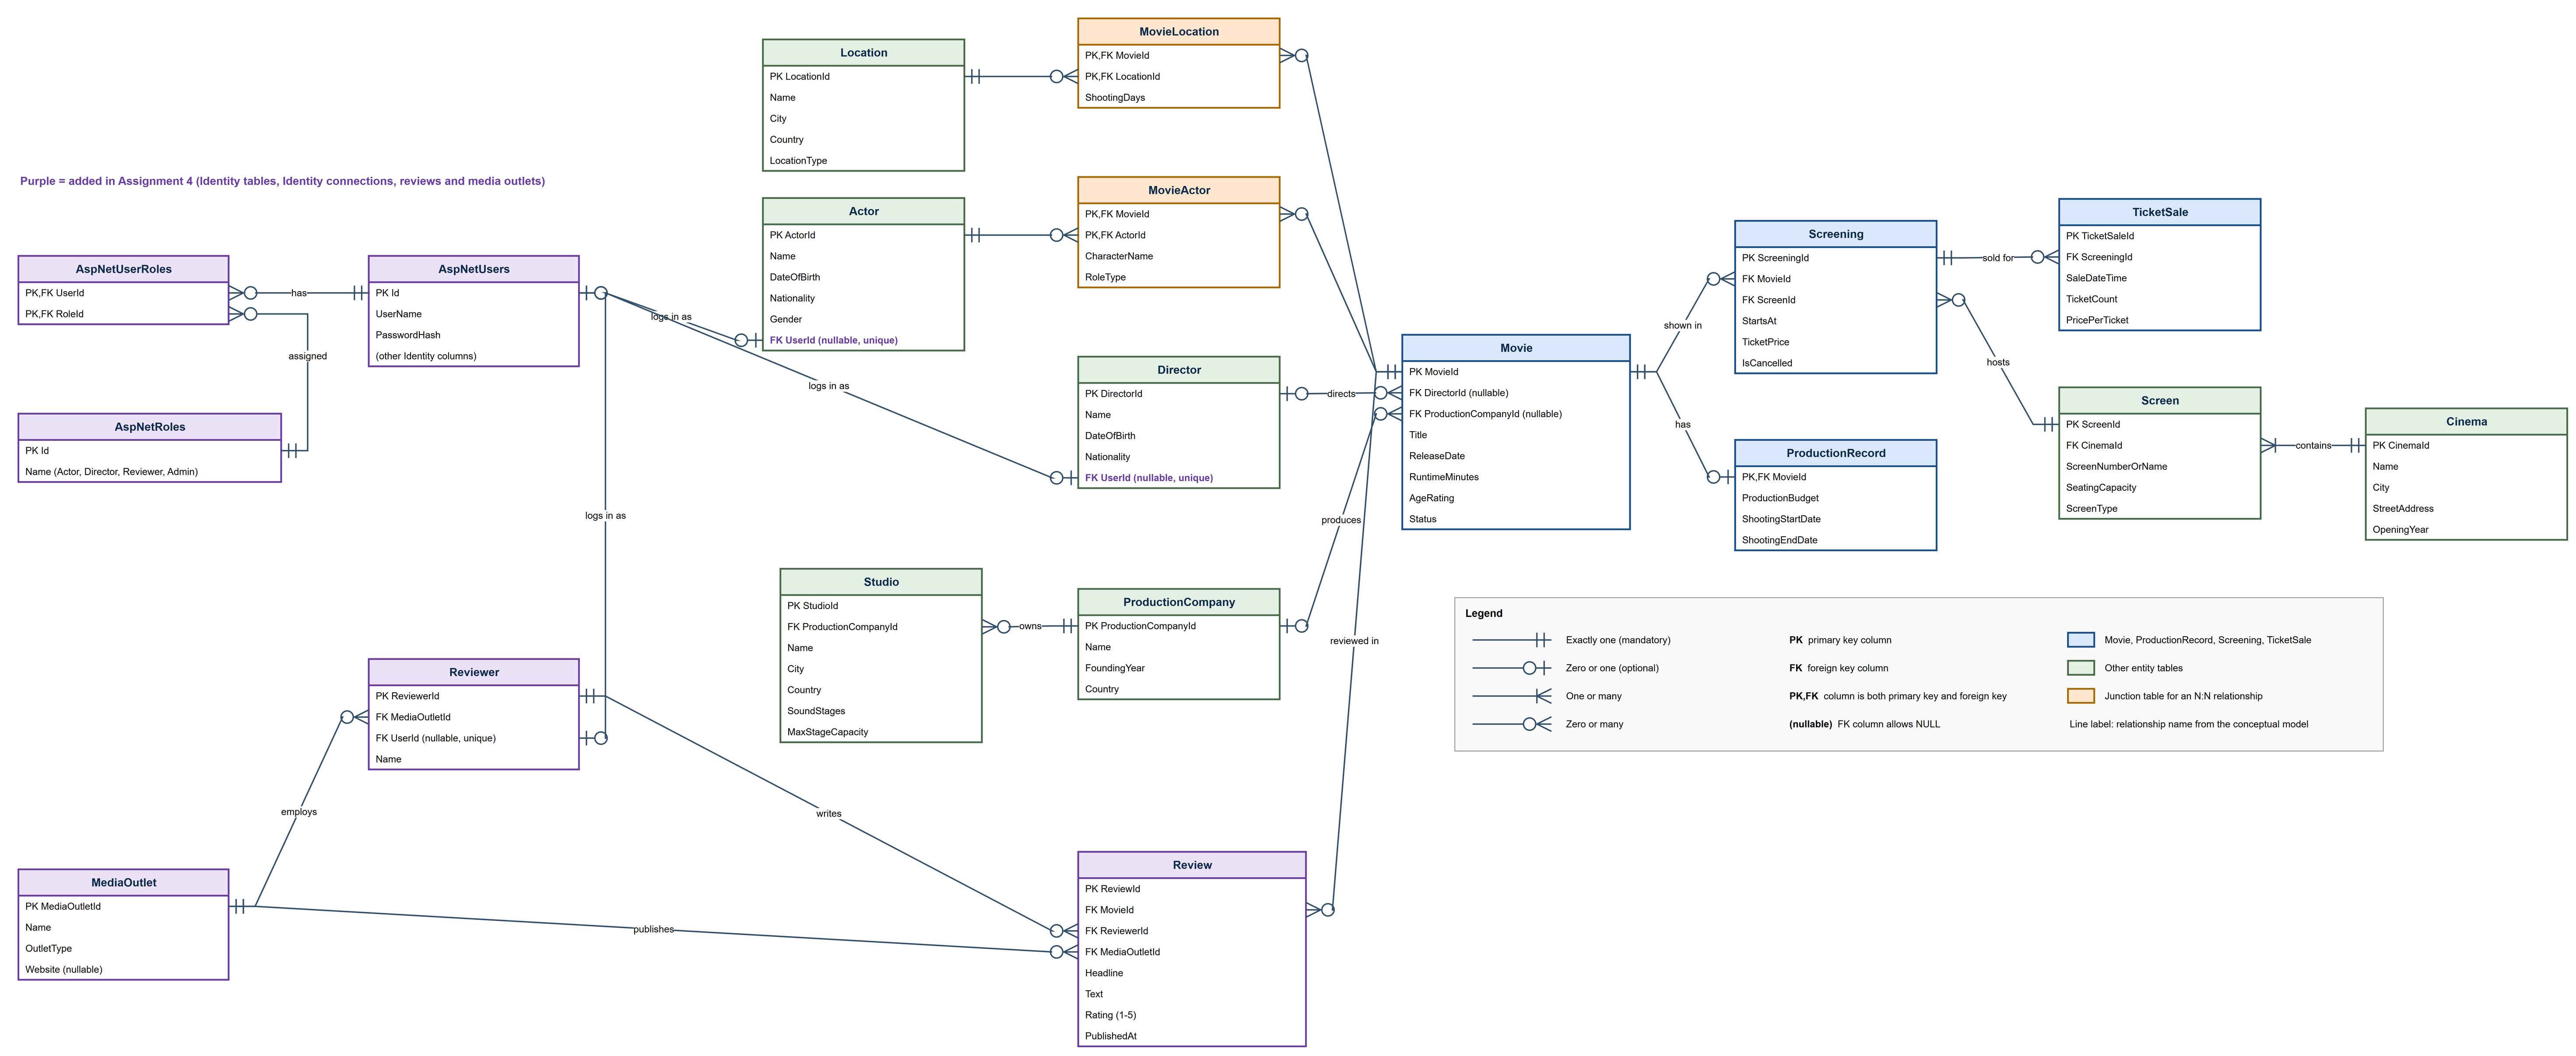 Purple = added in Assignment 4 (Identity tables, Identity connections, reviews and media outlets)
AspNetUserRoles
PK,FK UserId
PK,FK RoleId
has
assigned
AspNetUsers
PK Id
UserName
PasswordHash
(other Identity columns)
AspNetRoles
PK Id
Name (Actor, Director, Reviewer, Admin)
logs in as
logs in as
logs in as
Reviewer
PK ReviewerId
FK MediaOutletId
FK UserId (nullable, unique)
Name
employs
writes
MediaOutlet
PK MediaOutletId
Name
OutletType
Website (nullable)
publishes
Location
PK LocationId
Name
City
Country
LocationType
Actor
PK ActorId
Name
DateOfBirth
Nationality
Gender
FK UserId (nullable, unique)
Studio
PK StudioId
FK ProductionCompanyId
Name
City
Country
SoundStages
MaxStageCapacity
owns
MovieLocation
PK,FK MovieId
PK,FK LocationId
ShootingDays
MovieActor
PK,FK MovieId
PK,FK ActorId
CharacterName
RoleType
Director
PK DirectorId
Name
DateOfBirth
Nationality
FK UserId (nullable, unique)
directs
ProductionCompany
PK ProductionCompanyId
Name
FoundingYear
Country
produces
reviewed in
Review
PK ReviewId
FK MovieId
FK ReviewerId
FK MediaOutletId
Headline
Text
Rating (1-5)
PublishedAt
Movie
PK MovieId
FK DirectorId (nullable)
FK ProductionCompanyId (nullable)
Title
ReleaseDate
RuntimeMinutes
AgeRating
Status
shown in
has
Screening
PK ScreeningId
FK MovieId
FK ScreenId
StartsAt
TicketPrice
IsCancelled
sold for
hosts
ProductionRecord
PK,FK MovieId
ProductionBudget
ShootingStartDate
ShootingEndDate
TicketSale
PK TicketSaleId
FK ScreeningId
SaleDateTime
TicketCount
PricePerTicket
Screen
PK ScreenId
FK CinemaId
ScreenNumberOrName
SeatingCapacity
ScreenType
contains
Cinema
PK CinemaId
Name
City
StreetAddress
OpeningYear
Legend
Exactly one (mandatory)
Zero or one (optional)
One or many
Zero or many
PK primary key column
FK foreign key column
PK,FK column is both primary key and foreign key
(nullable) FK column allows NULL
Movie, ProductionRecord, Screening, TicketSale
Other entity tables
Junction table for an N:N relationship
Line label: relationship name from the conceptual model